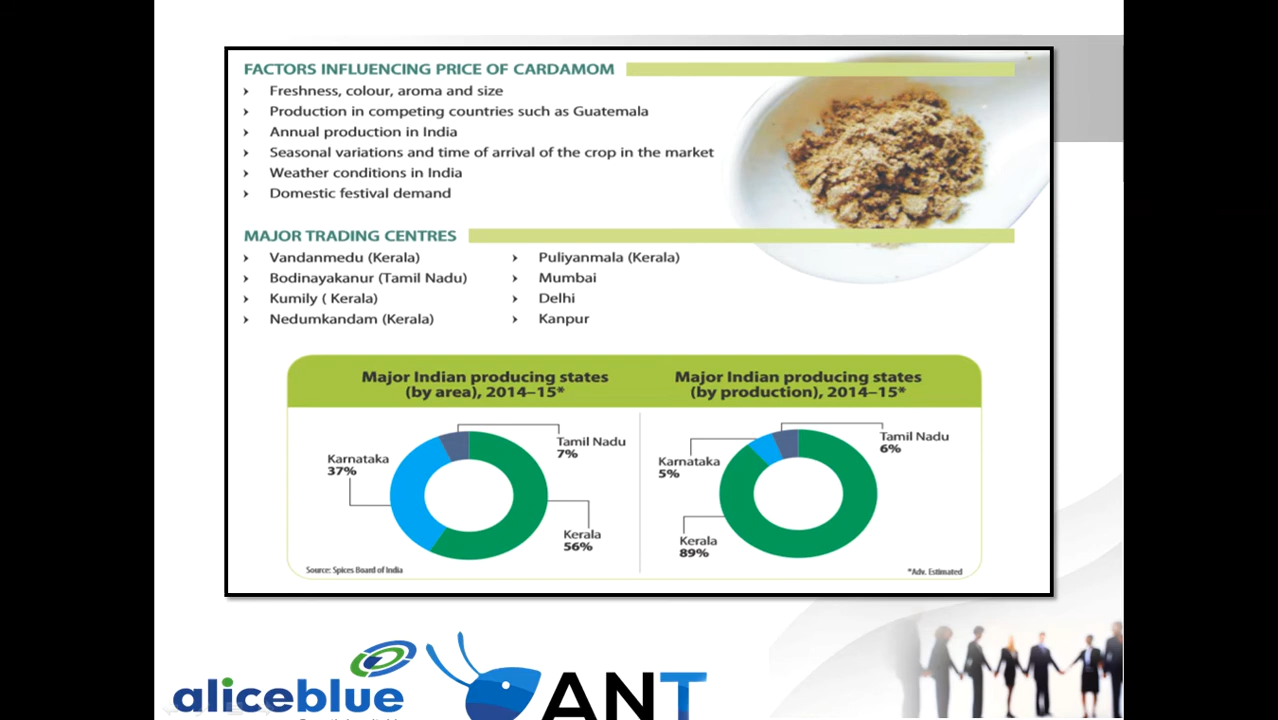 FACTORS INFLUENCING PRICE OF CARDAMOM
Freshness, colour, aroma and size
Production in competing countries such as Guatemala
Annual production in India
Seasonal variations and time of arrival of the crop in the market
Weather conditions in India
Domestic festival demand
MAJOR TRADING CENTRES
Vandanmedu (Kerala)
Bodinayakanur (Tamil Nadu)
Kumily ( Kerala)
Nedumkandam (Kerala)
Puliyanmala (Kerala)
Mumbai
Delhi
Kanpur
Major Indian producing states
(by area), 2014–15*
Tamil Nadu
7%
Karnataka
37%
Kerala
56%
Source: Spices Board of India
Major Indian producing states
(by production), 2014–15*
Tamil Nadu
6%
Karnataka
5%
Kerala
89%
*Adv. Estimated
aliceblue
ANT